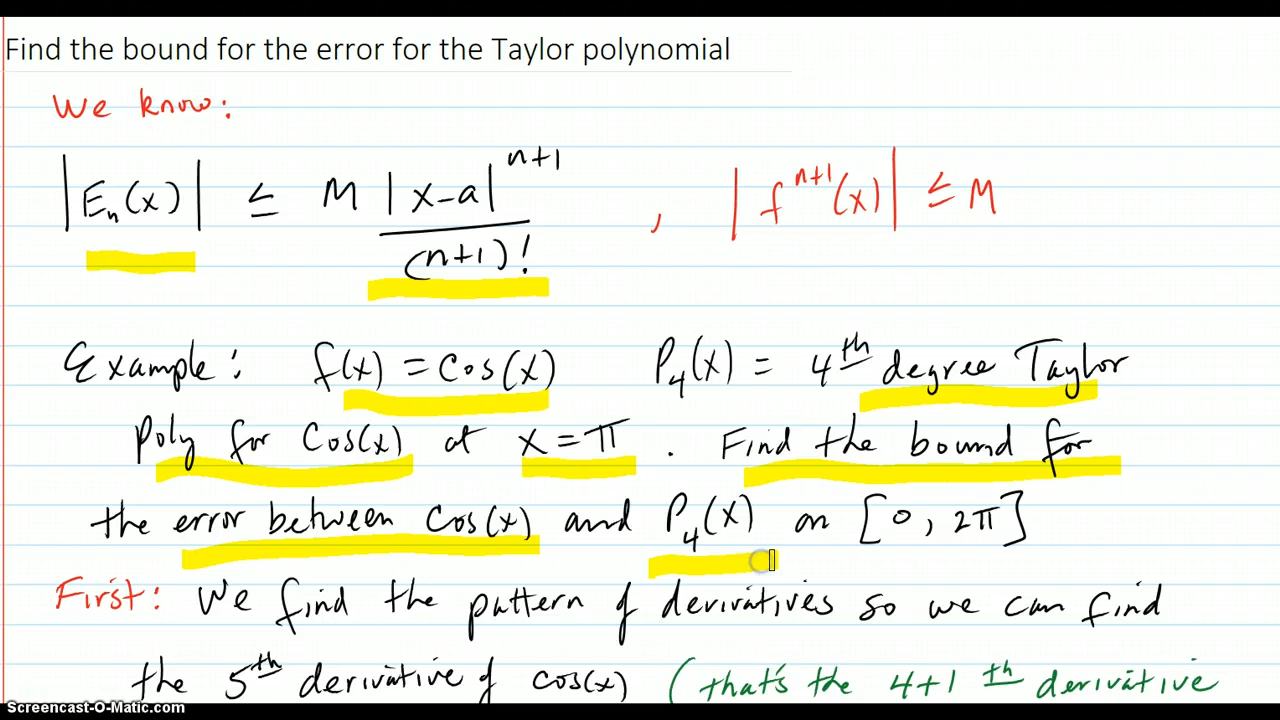 Find the bound for the error for the Taylor polynomial
We know:
|Eₙ(x)| ≤ M |x-a|ⁿ⁺¹ / (n+1)! , |fⁿ⁺¹(x)| ≤ M
Example: f(x) = cos(x) P₄(x) = 4th degree Taylor
Poly for cos(x) at x = π . Find the bound for
the error between cos(x) and P₄(x) on [0, 2π]
First: We find the pattern of derivatives so we can find
the 5th derivative of cos(x) (that's the 4+1 th derivative
Screencast-O-Matic.com